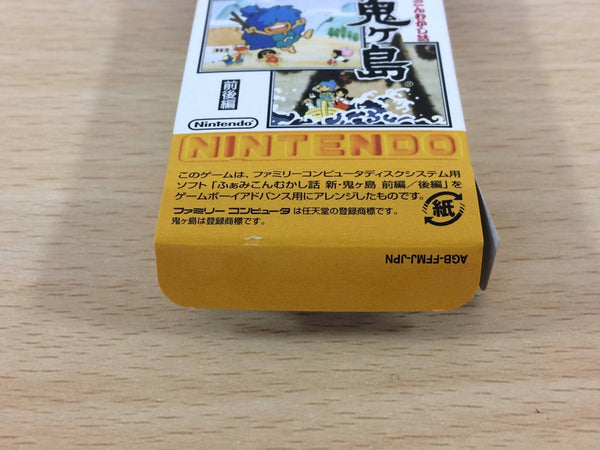 こんむかし話
鬼ヶ島
前後編
Nintendo
NINTENDO
このゲームは、ファミリーコンピュータディスクシステム用
ソフト「ふぁみこんむかし話 新・鬼ヶ島 前編／後編」を
ゲームボーイアドバンス用にアレンジしたものです。
ファミリー コンピュータ は任天堂の登録商標です。
鬼ヶ島は登録商標です。
紙
AGB-FFMJ-JPN